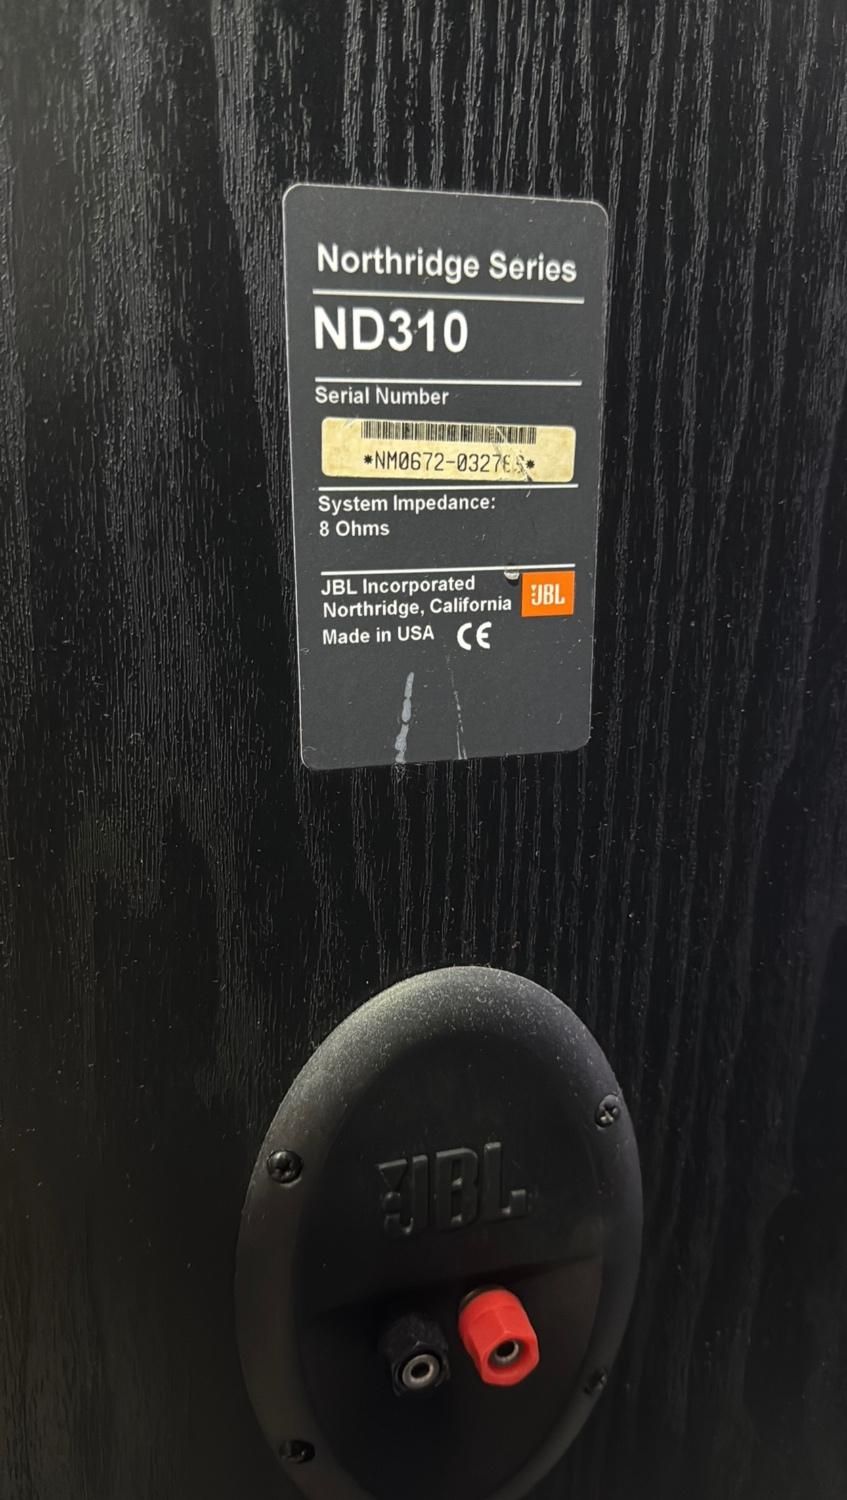 Northridge Series
ND310
Serial Number
System Impedance:
8 Ohms
JBL Incorporated
Northridge, California
JBL
Made in USA CE
JBL